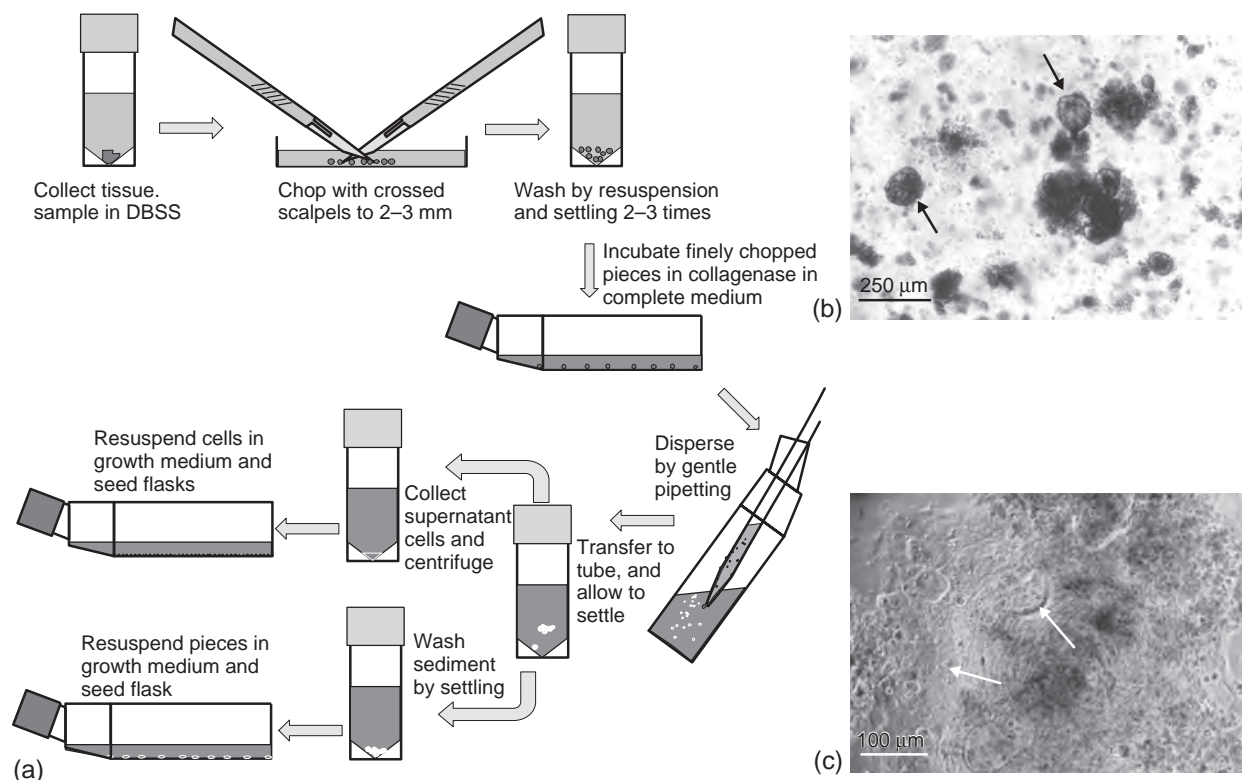 Collect tissue.
sample in DBSS
Chop with crossed
scalpels to 2–3 mm
Wash by resuspension
and settling 2–3 times
Incubate finely chopped
pieces in collagenase in
complete medium
250 μm
(b)
Disperse
by gentle
pipetting
Transfer to
tube, and
allow to
settle
Collect
supernatant
cells and
centrifuge
Resuspend cells in
growth medium and
seed flasks
Wash
sediment
by settling
Resuspend pieces in
growth medium and
seed flask
(a)
100 μm
(c)